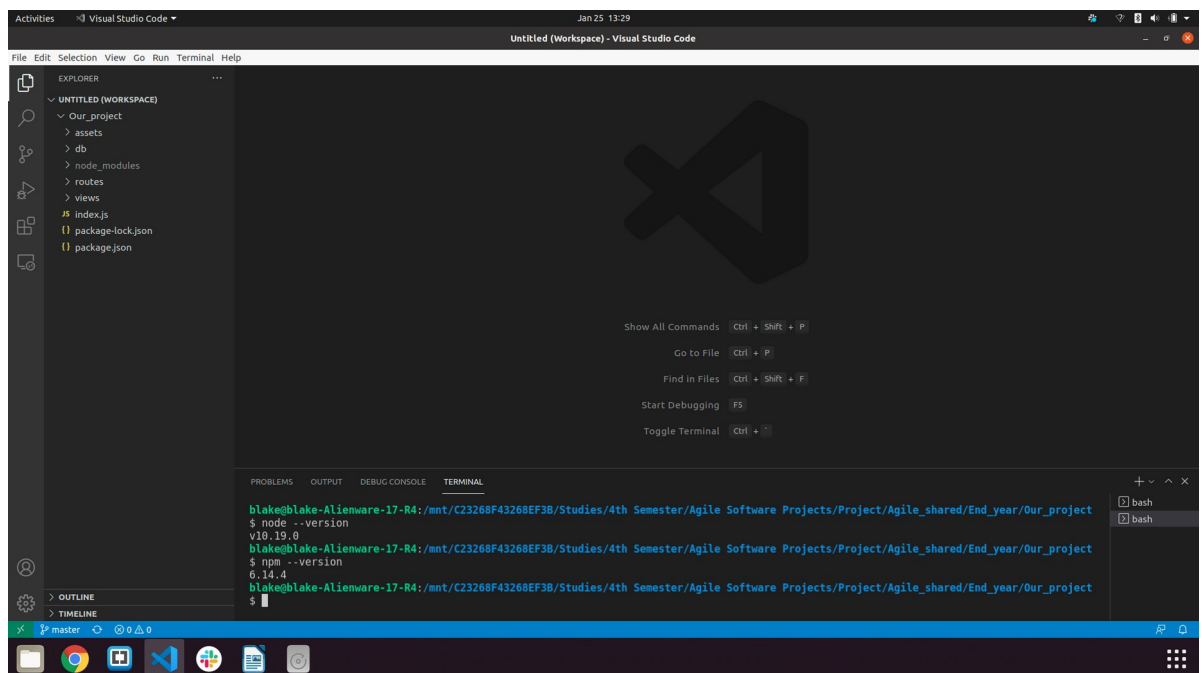 Activities Visual Studio Code Jan 25 13:29
Untitled (Workspace) - Visual Studio Code
File Edit Selection View Go Run Terminal Help
EXPLORER
UNTITLED (WORKSPACE)
Our_project
assets
db
node_modules
routes
views
JS index.js
{} package-lock.json
{} package.json
Show All Commands Ctrl + Shift + P
Go to File Ctrl + P
Find in Files Ctrl + Shift + F
Start Debugging F5
Toggle Terminal Ctrl + `
PROBLEMS OUTPUT DEBUG CONSOLE TERMINAL
blake@blake-Alienware-17-R4:/mnt/C23268F43268EF3B/Studies/4th Semester/Agile Software Projects/Project/Agile_shared/End_year/Our_project
$ node --version
v10.19.0
blake@blake-Alienware-17-R4:/mnt/C23268F43268EF3B/Studies/4th Semester/Agile Software Projects/Project/Agile_shared/End_year/Our_project
$ npm --version
6.14.4
blake@blake-Alienware-17-R4:/mnt/C23268F43268EF3B/Studies/4th Semester/Agile Software Projects/Project/Agile_shared/End_year/Our_project
$
bash
bash
OUTLINE
TIMELINE
master 0 0